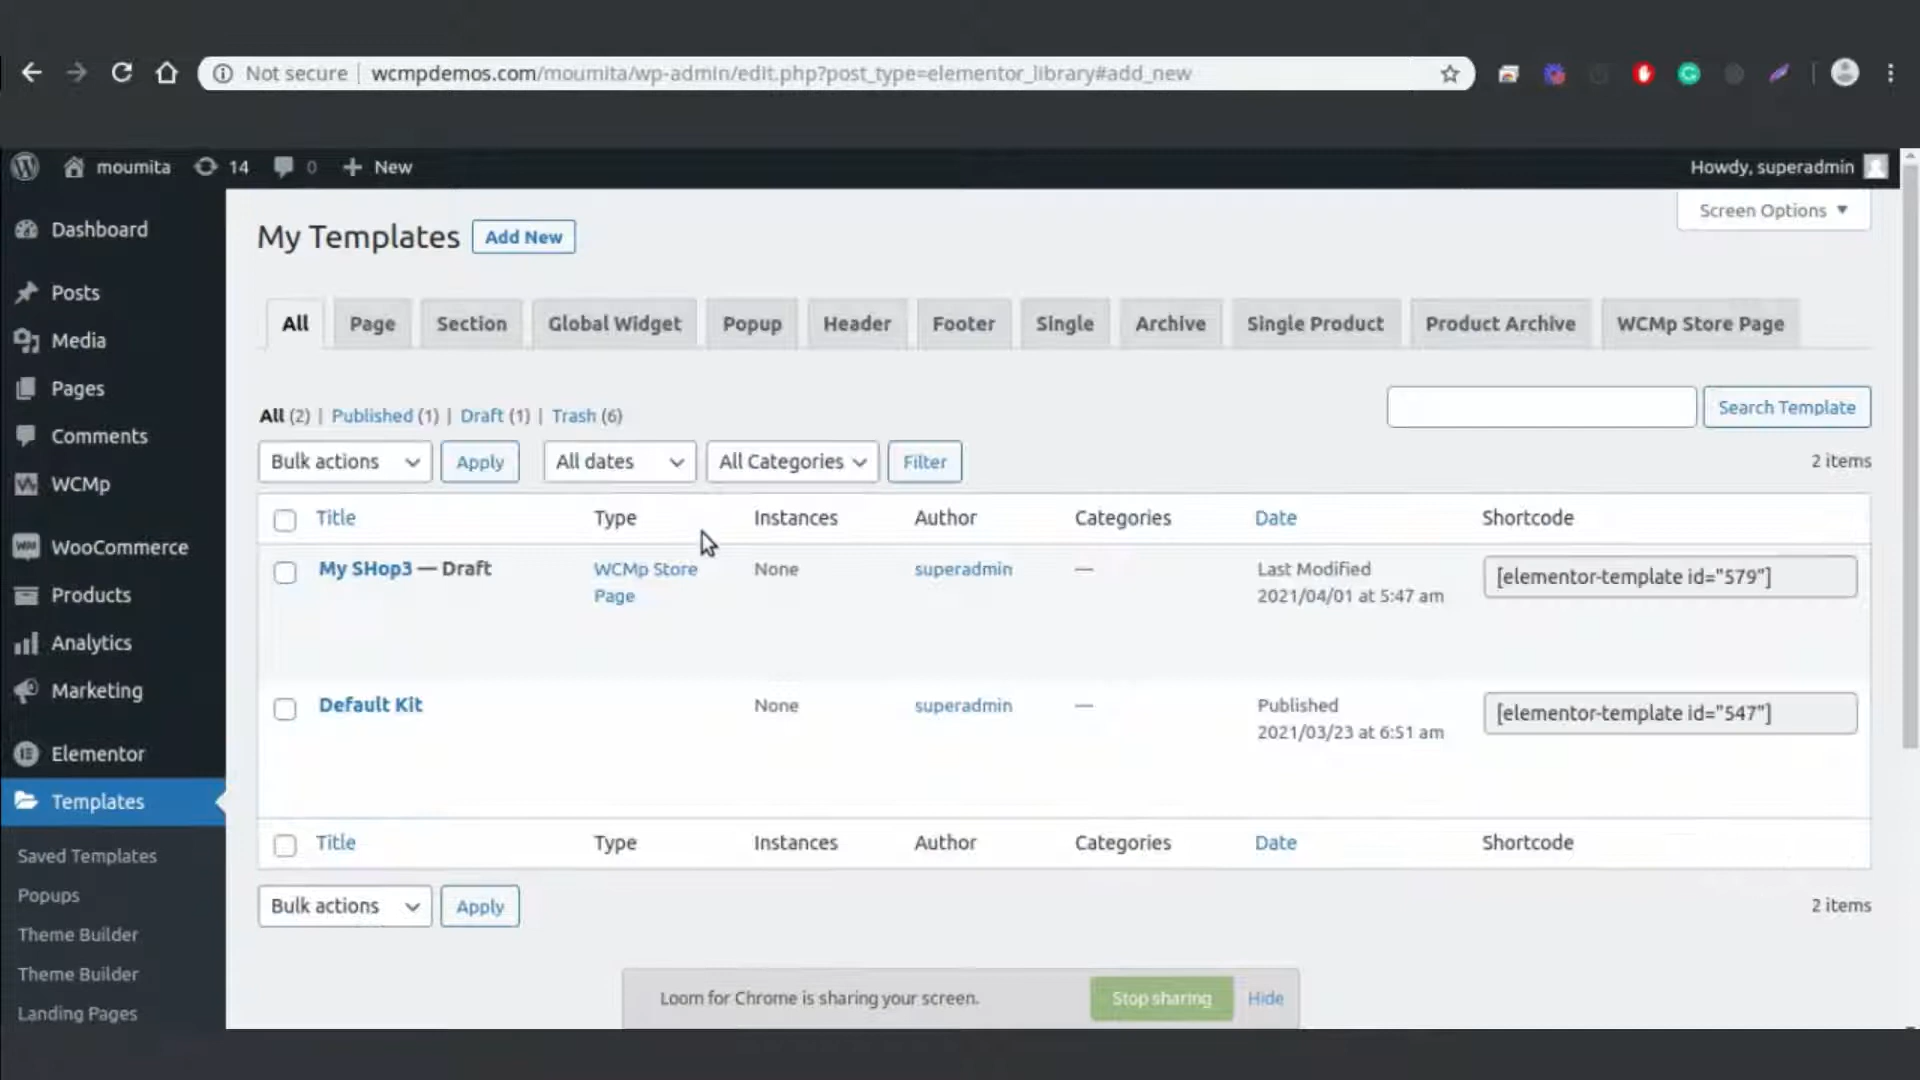 Not secure | wcmpdemos.com/moumita/wp-admin/edit.php?post_type=elementor_library#add_new
moumita 14 0 + New Howdy, superadmin
Screen Options
My Templates Add New
All Page Section Global Widget Popup Header Footer Single Archive Single Product Product Archive WCMp Store Page
All (2) | Published (1) | Draft (1) | Trash (6)
Search Template
Bulk actions Apply All dates All Categories Filter 2 items
Title Type Instances Author Categories Date Shortcode
My SHop3 — Draft WCMp Store None superadmin — Last Modified [elementor-template id="579"]
Page 2021/04/01 at 5:47 am
Default Kit None superadmin — Published [elementor-template id="547"]
2021/03/23 at 6:51 am
Title Type Instances Author Categories Date Shortcode
Bulk actions Apply 2 items
Dashboard
Posts
Media
Pages
Comments
WCMp
WooCommerce
Products
Analytics
Marketing
Elementor
Templates
Saved Templates
Popups
Theme Builder
Theme Builder
Landing Pages
Loom for Chrome is sharing your screen. Stop sharing Hide